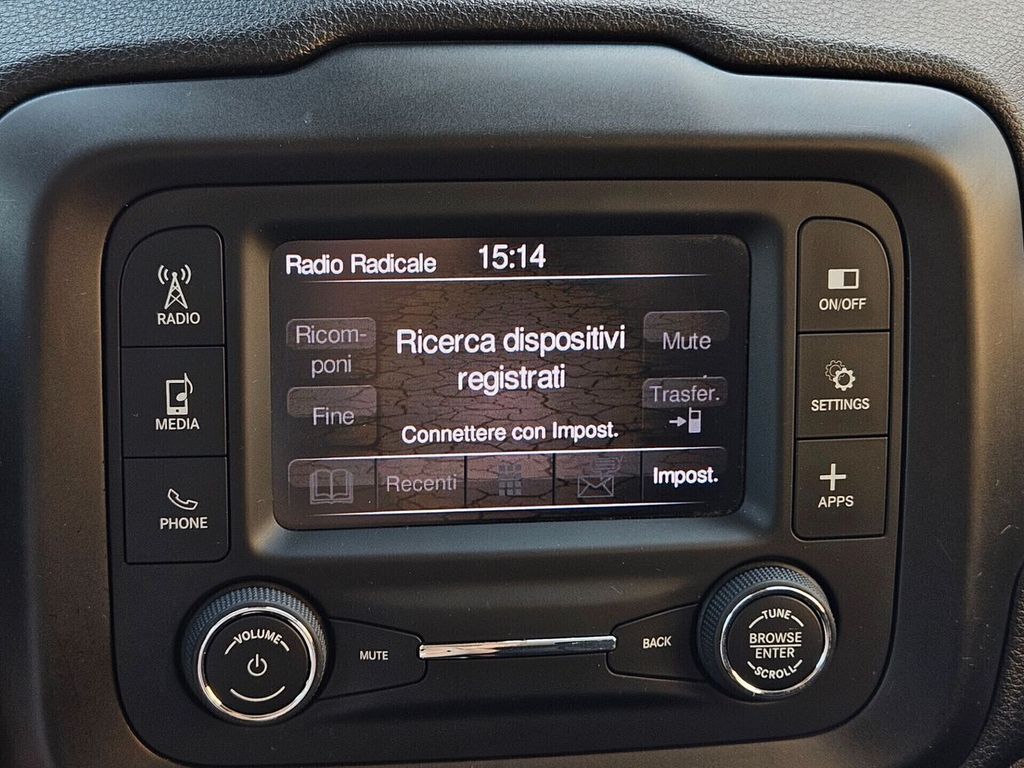 Radio Radicale 15:14
Ricom-
poni
Ricerca dispositivi
registrati
Mute
Fine
Connettere con Impost.
Trasfer.
Recenti
Impost.
RADIO
MEDIA
PHONE
ON/OFF
SETTINGS
APPS
VOLUME
MUTE
BACK
TUNE
BROWSE
ENTER
SCROLL